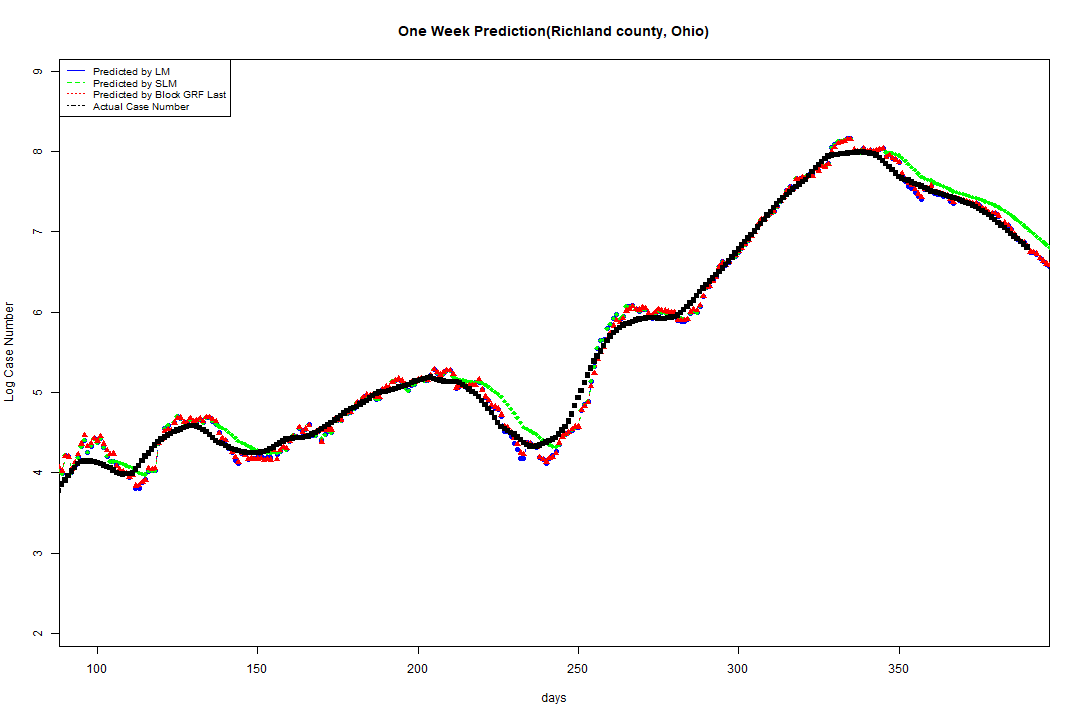 One Week Prediction(Richland county, Ohio)
Predicted by LM
Predicted by SLM
Predicted by Block GRF Last
Actual Case Number
9
8
7
6
5
4
3
2
Log Case Number
100 150 200 250 300 350
days